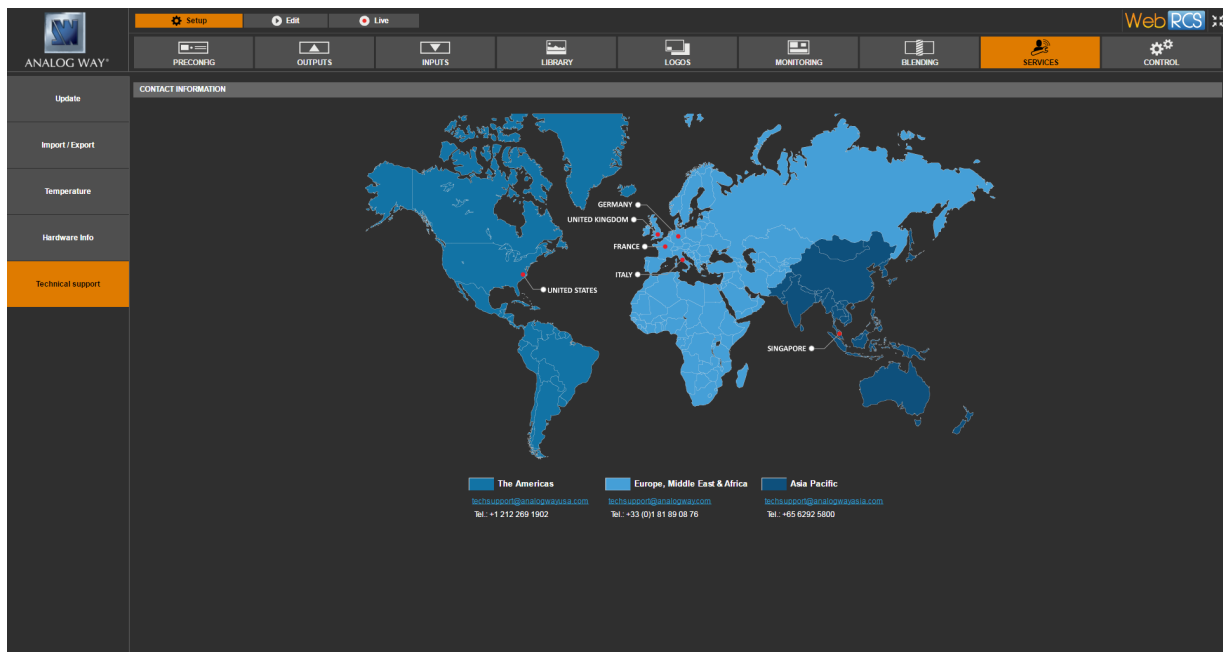 Setup
Edit
Live
Web RCS
ANALOG WAY®
PRECONFIG
OUTPUTS
INPUTS
LIBRARY
LOGOS
MONITORING
BLENDING
SERVICES
CONTROL
Update
Import / Export
Temperature
Hardware Info
Technical support
CONTACT INFORMATION
GERMANY
UNITED KINGDOM
FRANCE
ITALY
UNITED STATES
SINGAPORE
The Americas
techsupport@analogwayusa.com
Tel.: +1 212 269 1902
Europe, Middle East & Africa
techsupport@analogway.com
Tel.: +33 (0)1 81 89 08 76
Asia Pacific
techsupport@analogwayasia.com
Tel.: +65 6292 5800